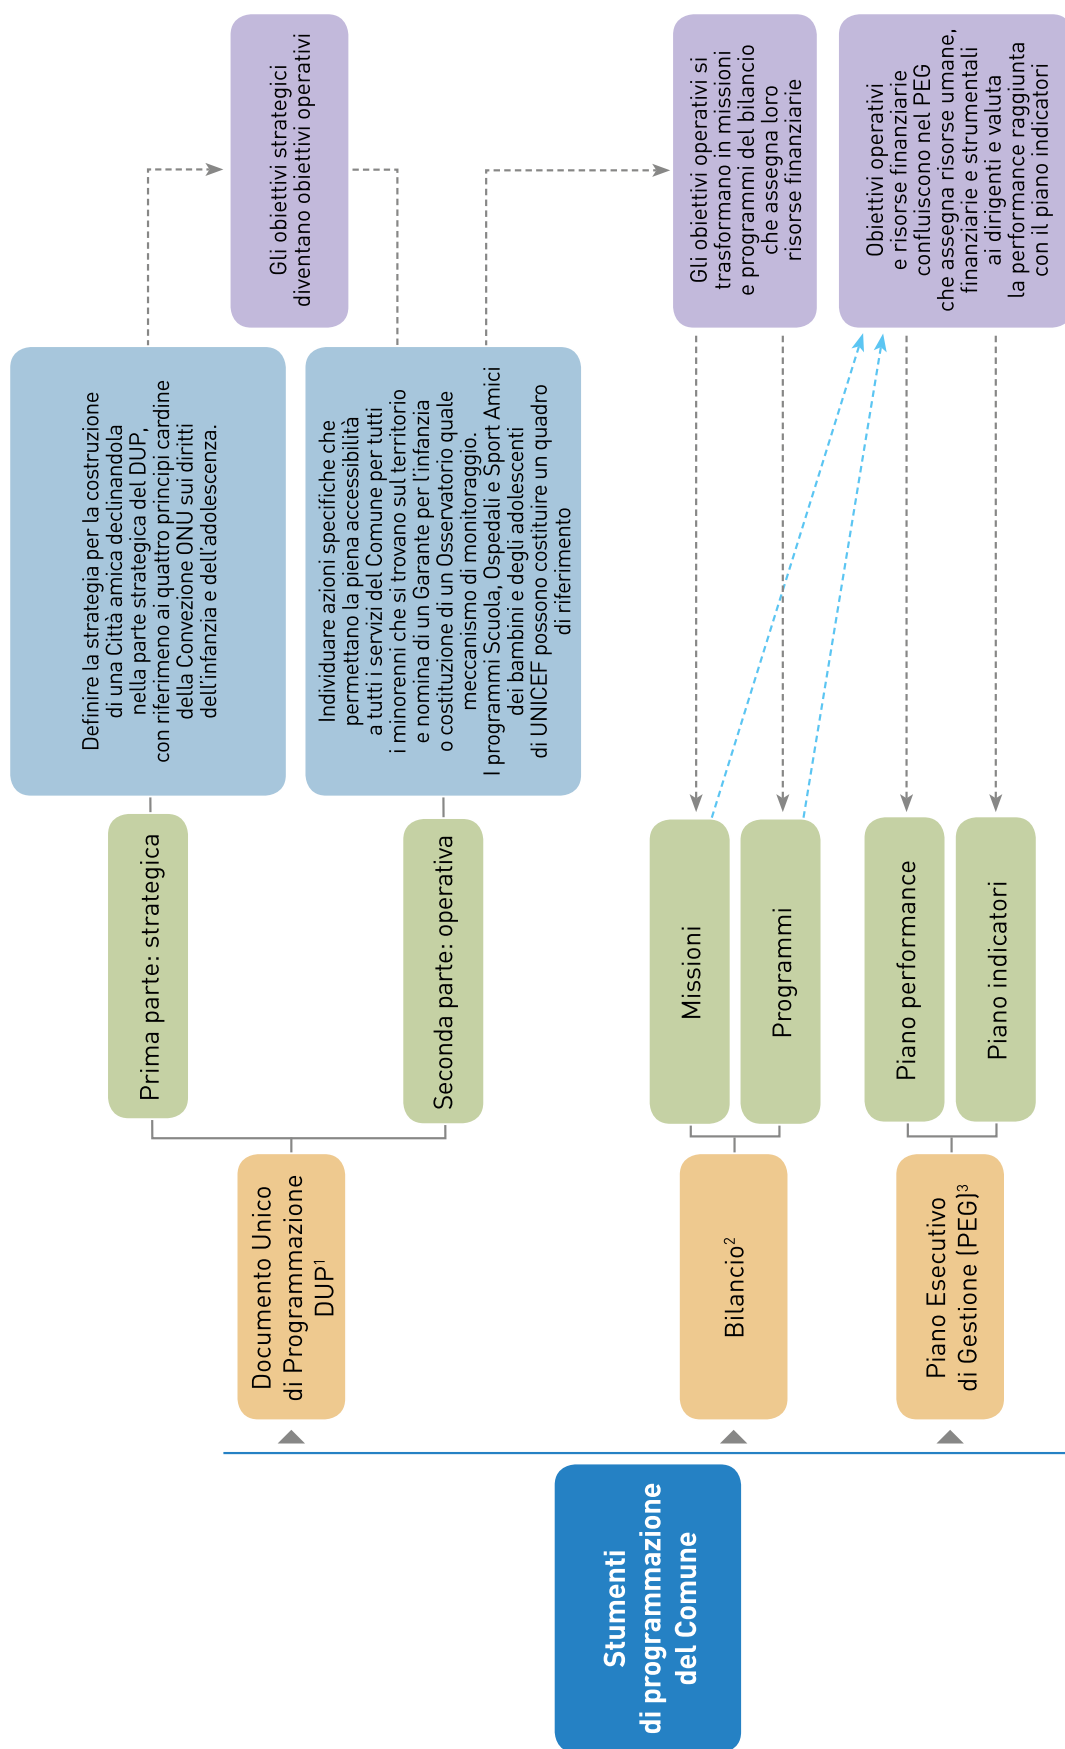 Stumenti
di programmazione
del Comune
Documento Unico
di Programmazione
DUP¹
Prima parte: strategica
Definire la strategia per la costruzione
di una Città amica declinandola
nella parte strategica del DUP,
con riferimeno ai quattro principi cardine
della Convezione ONU sui diritti
dell'infanzia e dell'adolescenza.
Gli obiettivi strategici
diventano obiettivi operativi
Seconda parte: operativa
Individuare azioni specifiche che
permettano la piena accessibilità
a tutti i servizi del Comune per tutti
i minorenni che si trovano sul territorio
e nomina di un Garante per l'infanzia
o costituzione di un Osservatorio quale
meccanismo di monitoraggio.
I programmi Scuola, Ospedali e Sport Amici
dei bambini e degli adolescenti
di UNICEF possono costituire un quadro
di riferimento
Bilancio²
Missioni
Programmi
Gli obiettivi operativi si
trasformano in missioni
e programmi del bilancio
che assegna loro
risorse finanziarie
Piano Esecutivo
di Gestione (PEG)³
Piano performance
Piano indicatori
Obiettivi operativi
e risorse finanziarie
confluiscono nel PEG
che assegna risorse umane,
finanziarie e strumentali
ai dirigenti e valuta
la performance raggiunta
con il piano indicatori